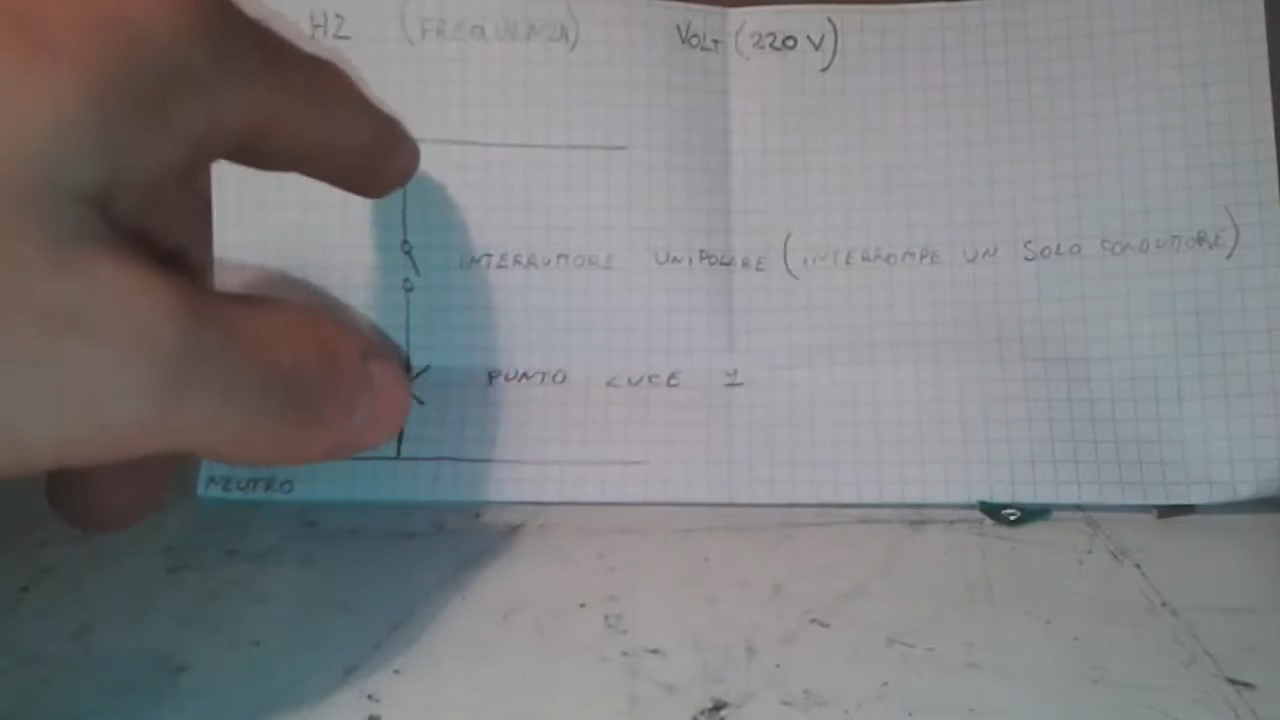 HZ (FREQUENZA) VOLT (220 V)
INTERRUTTORE UNIPOLARE (INTERROMPE UN SOLO CONDUTTORE)
PUNTO LUCE 1
NEUTRO